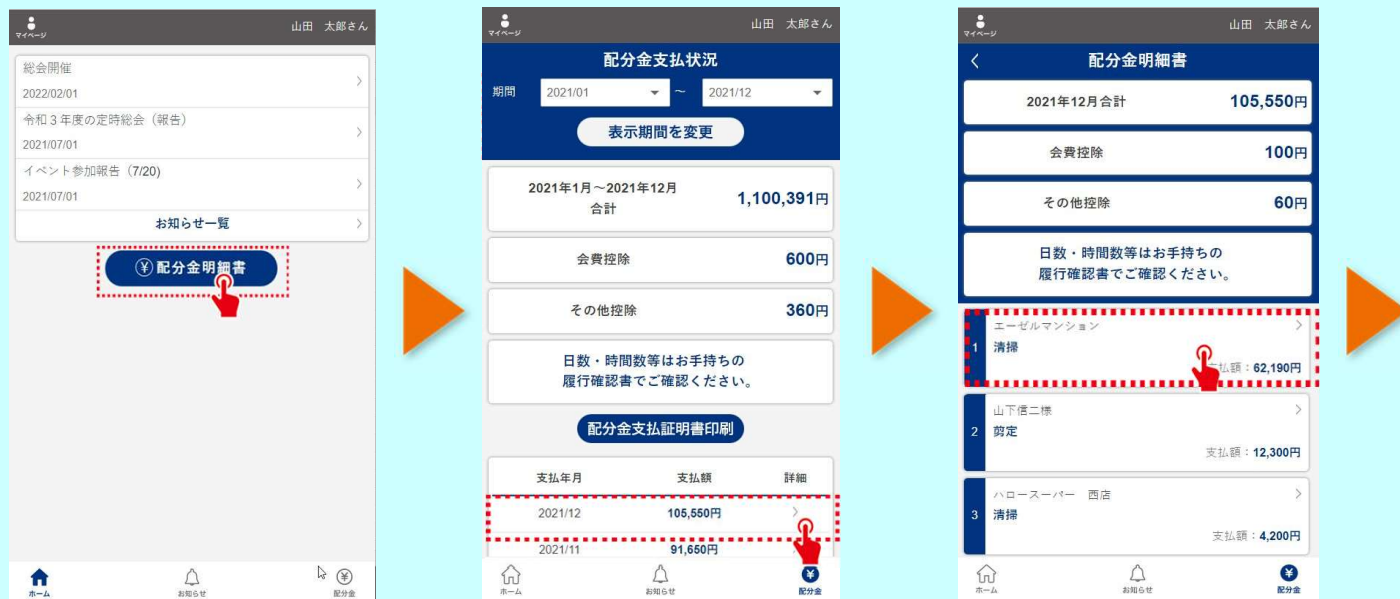 マイページ
山田　太郎さん
総会開催
2022/02/01
令和３年度の定時総会（報告）
2021/07/01
イベント参加報告（7/20)
2021/07/01
お知らせ一覧
¥配分金明細書
ホーム
お知らせ
¥
配分金
マイページ
山田　太郎さん
配分金支払状況
期間
2021/01
～
2021/12
表示期間を変更
2021年1月～2021年12月
合計
1,100,391円
会費控除
600円
その他控除
360円
日数・時間数等はお手持ちの
履行確認書でご確認ください。
配分金支払証明書印刷
支払年月 支払額 詳細
2021/12 105,550円
2021/11 91,650円
ホーム
お知らせ
¥
配分金
マイページ
山田　太郎さん
配分金明細書
2021年12月合計
105,550円
会費控除
100円
その他控除
60円
日数・時間数等はお手持ちの
履行確認書でご確認ください。
1
エーゼルマンション
清掃
支払額：62,190円
2
山下信二様
剪定
支払額：12,300円
3
ハロースーパー　西店
清掃
支払額：4,200円
ホーム
お知らせ
¥
配分金